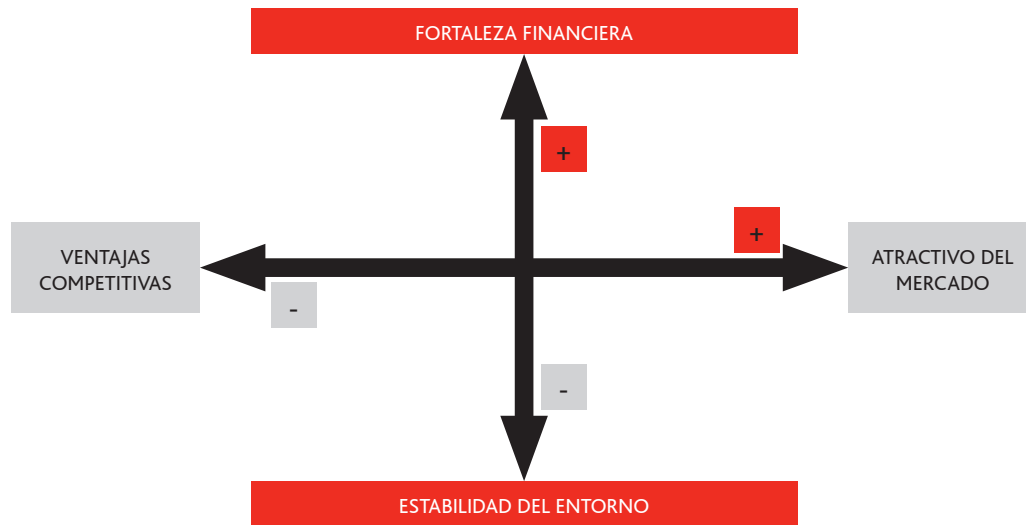 FORTALEZA FINANCIERA
+
+
VENTAJAS
COMPETITIVAS
ATRACTIVO DEL
MERCADO
-
-
ESTABILIDAD DEL ENTORNO